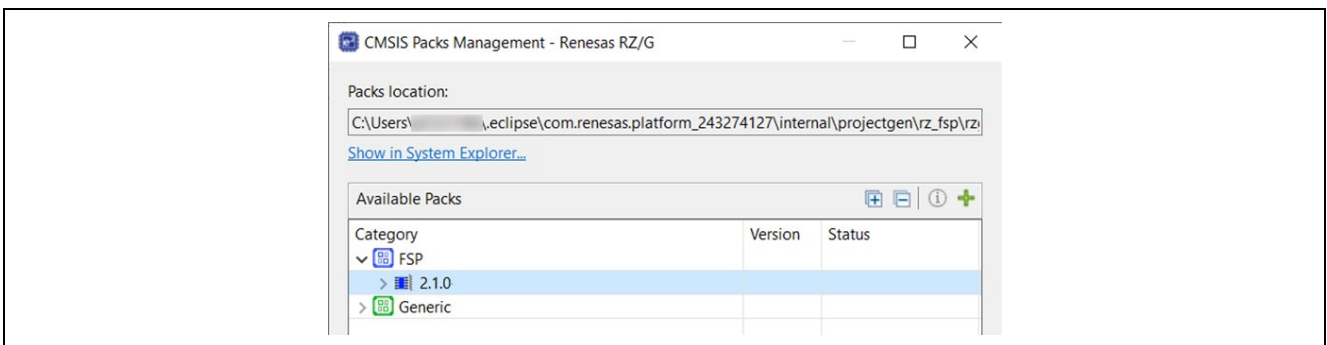 CMSIS Packs Management - Renesas RZ/G
Packs location:
C:\Users\ \.eclipse\com.renesas.platform_243274127\internal\projectgen\rz_fsp\rz
Show in System Explorer...
Available Packs
Category Version Status
FSP
2.1.0
Generic